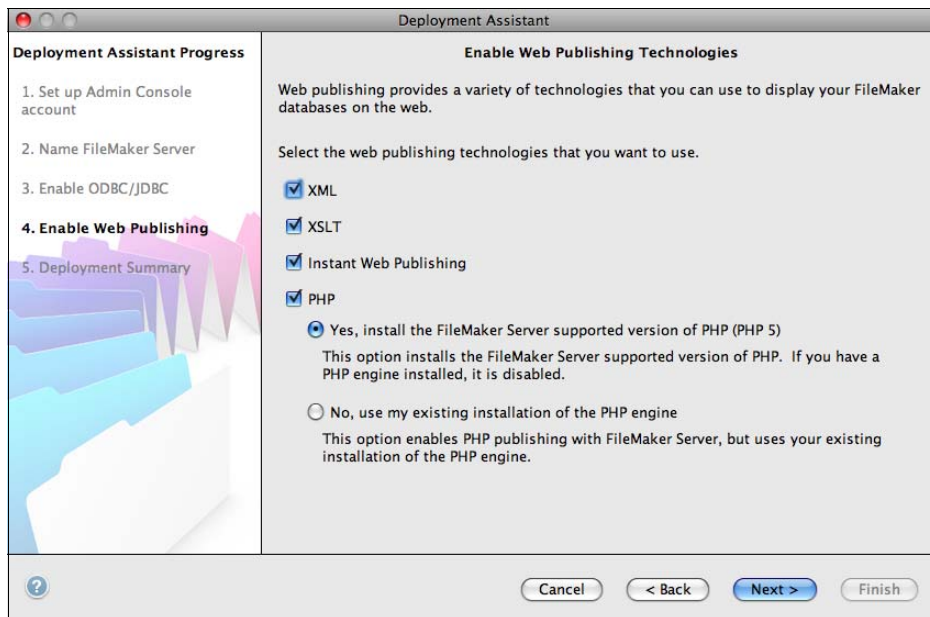 Deployment Assistant
Deployment Assistant Progress
1. Set up Admin Console
account
2. Name FileMaker Server
3. Enable ODBC/JDBC
4. Enable Web Publishing
5. Deployment Summary
Enable Web Publishing Technologies
Web publishing provides a variety of technologies that you can use to display your FileMaker
databases on the web.
Select the web publishing technologies that you want to use.
XML
XSLT
Instant Web Publishing
PHP
Yes, install the FileMaker Server supported version of PHP (PHP 5)
This option installs the FileMaker Server supported version of PHP. If you have a
PHP engine installed, it is disabled.
No, use my existing installation of the PHP engine
This option enables PHP publishing with FileMaker Server, but uses your existing
installation of the PHP engine.
?
Cancel
< Back
Next >
Finish